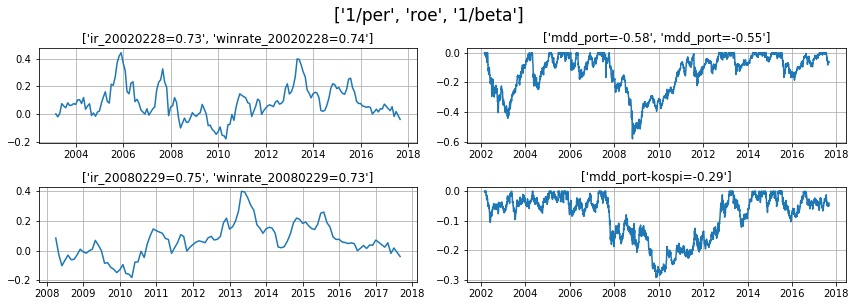 ['1/per', 'roe', '1/beta']
['ir_20020228=0.73', 'winrate_20020228=0.74']
0.4
0.2
0.0
−0.2
2004 2006 2008 2010 2012 2014 2016 2018
['mdd_port=-0.58', 'mdd_port=-0.55']
0.0
−0.2
−0.4
−0.6
2002 2004 2006 2008 2010 2012 2014 2016 2018
['ir_20080229=0.75', 'winrate_20080229=0.73']
0.4
0.2
0.0
−0.2
2008 2009 2010 2011 2012 2013 2014 2015 2016 2017 2018
['mdd_port-kospi=-0.29']
0.0
−0.1
−0.2
−0.3
2002 2004 2006 2008 2010 2012 2014 2016 2018